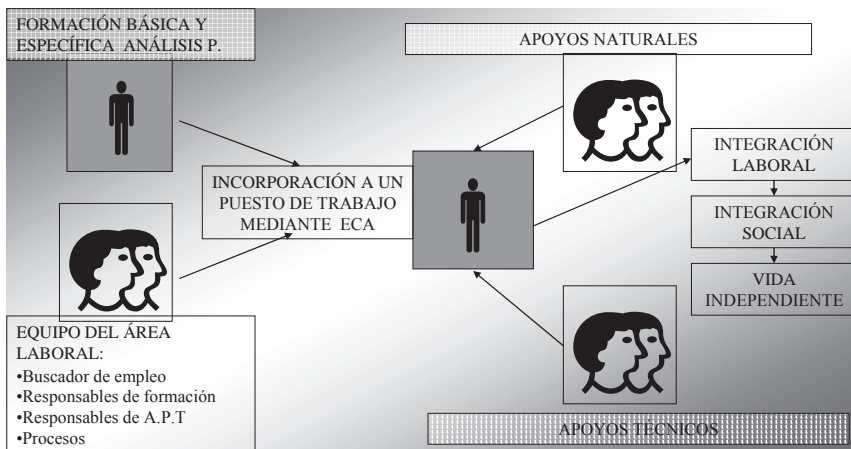 FORMACIÓN BÁSICA Y
ESPECÍFICA ANÁLISIS P.
APOYOS NATURALES
INCORPORACIÓN A UN
PUESTO DE TRABAJO
MEDIANTE ECA
INTEGRACIÓN
LABORAL
INTEGRACIÓN
SOCIAL
VIDA
INDEPENDIENTE
EQUIPO DEL ÁREA
LABORAL:
•Buscador de empleo
•Responsables de formación
•Responsables de A.P.T
•Procesos
APOYOS TÉCNICOS